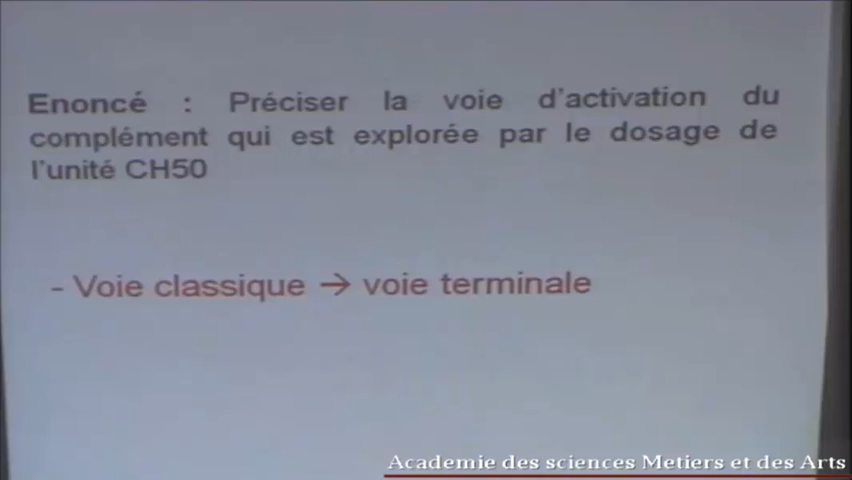 Enoncé : Préciser la voie d'activation du
complément qui est explorée par le dosage de
l'unité CH50
- Voie classique → voie terminale
Academie des sciences Metiers et des Arts